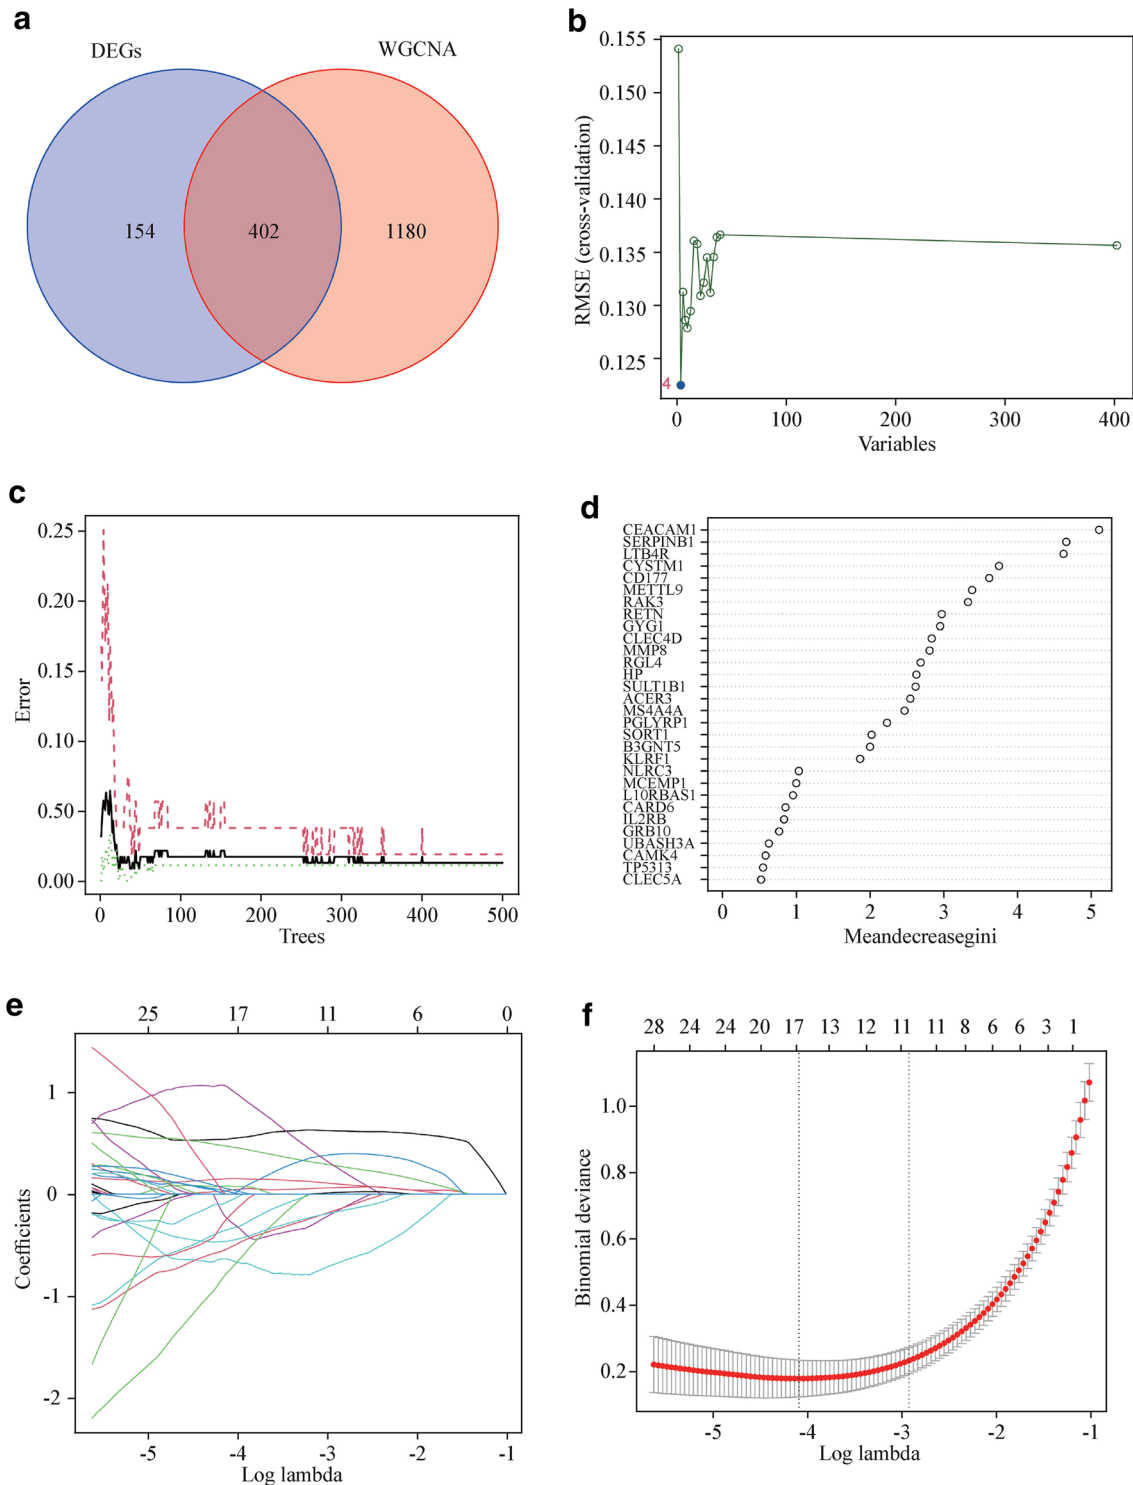 a
DEGs
WGCNA
154
402
1180
b
0.155
0.150
0.145
0.140
0.135
0.130
0.125
RMSE (cross-validation)
4
0
100
200
300
400
Variables
c
0.25
0.20
0.15
0.10
0.50
0.00
Error
0
100
200
300
400
500
Trees
d
CEACAM1
SERPINB1
LTB4R
CYSTM1
CD177
METTL9
RAK3
RETN
GYG1
CLEC4D
MMP8
RGL4
HP
SULT1B1
ACER3
MS4A4A
PGLYRP1
SORT1
B3GNT5
KLRF1
NLRC3
MCEMP1
L10RBAS1
CARD6
IL2RB
GRB10
UBASH3A
CAMK4
TP5313
CLEC5A
0
1
2
3
4
5
Meandecreasegini
e
25
17
11
6
0
1
0
-1
-2
Coefficients
-5
-4
-3
-2
-1
Log lambda
f
28
24
24
20
17
13
12
11
11
8
6
6
3
1
1.0
0.8
0.6
0.4
0.2
Binomial deviance
-5
-4
-3
-2
-1
Log lambda